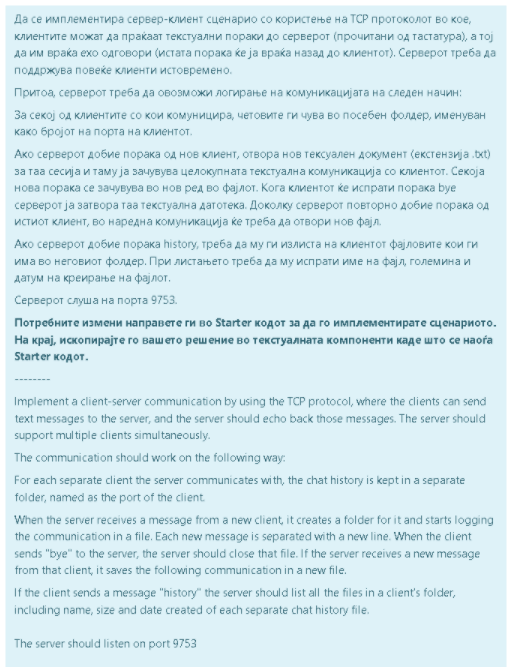 Да се имплементира сервер-клиент сценарио со користење на TCP протоколот во кое,
клиентите можат да праќаат текстуални пораки до серверот (прочитани од тастатура), а тој
да им враќа ехо одговори (истата порака ќе ја враќа назад до клиентот). Серверот треба да
поддржува повеќе клиенти истовремено.
Притоа, серверот треба да овозможи логирање на комуникацијата на следен начин:
За секој од клиентите со кои комуницира, четовите ги чува во посебен фолдер, именуван
како бројот на порта на клиентот.
Ако серверот добие порака од нов клиент, отвора нов тексуален документ (екстензија .txt)
за таа сесија и таму ја зачувува целокупната текстуална комуникација со клиентот. Секоја
нова порака се зачувува во нов ред во фајлот. Кога клиентот ќе испрати порака bye
серверот ја затвора таа текстуална датотека. Доколку серверот повторно добие порака од
истиот клиент, во наредна комуникација ќе треба да отвори нов фајл.
Ако серверот добие порака history, треба да му ги излиста на клиентот фајловите кои ги
има во неговиот фолдер. При листањето треба да му испрати име на фајл, големина и
датум на креирање на фајлот.
Серверот слуша на порта 9753.
Потребните измени направете ги во Starter кодот за да го имплементирате сценариото.
На крај, ископирајте го вашето решение во текстуалната компоненти каде што се наоѓа
Starter кодот.
--------
Implement a client-server communication by using the TCP protocol, where the clients can send
text messages to the server, and the server should echo back those messages. The server should
support multiple clients simultaneously.
The communication should work on the following way:
For each separate client the server communicates with, the chat history is kept in a separate
folder, named as the port of the client.
When the server receives a message from a new client, it creates a folder for it and starts logging
the communication in a file. Each new message is separated with a new line. When the client
sends "bye" to the server, the server should close that file. If the server receives a new message
from that client, it saves the following communication in a new file.
If the client sends a message "history" the server should list all the files in a client's folder,
including name, size and date created of each separate chat history file.
The server should listen on port 9753